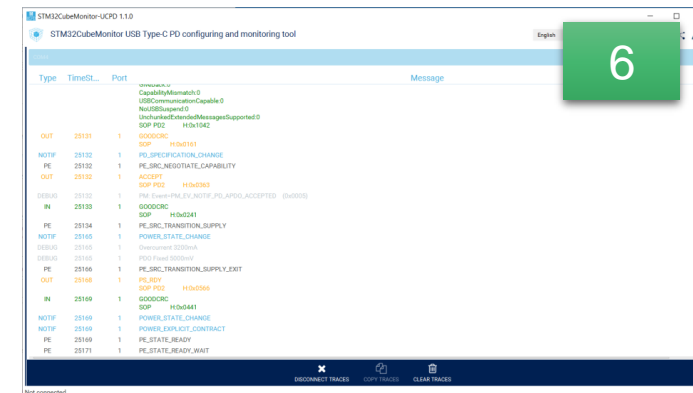 STM32CubeMonitor-UCPD 1.1.0
STM32CubeMonitor USB Type-C PD configuring and monitoring tool
English
6
Type TimeSt... Port Message
GiveBack:0
CapabilityMismatch:0
USBCommunicationCapable:0
NoUSBSuspend:0
UnchunkedExtendedMessagesSupported:0
SOP PD2 H:0x1042
OUT 25131 1 GOODCRC
SOP H:0x0161
NOTIF 25132 1 PD_SPECIFICATION_CHANGE
PE 25132 1 PE_SRC_NEGOTIATE_CAPABILITY
OUT 25132 1 ACCEPT
SOP PD2 H:0x0363
DEBUG 25132 1 PM: Event=PM_EV_NOTIF_PD_APDO_ACCEPTED (0x0005)
IN 25133 1 GOODCRC
SOP H:0x0241
PE 25134 1 PE_SRC_TRANSITION_SUPPLY
NOTIF 25165 1 POWER_STATE_CHANGE
DEBUG 25165 1 Overcurrent 3200mA
DEBUG 25165 1 PDO Fixed 5000mV
PE 25166 1 PE_SRC_TRANSITION_SUPPLY_EXIT
OUT 25168 1 PS_RDY
SOP PD2 H:0x0566
IN 25169 1 GOODCRC
SOP H:0x0441
NOTIF 25169 1 POWER_STATE_CHANGE
NOTIF 25169 1 POWER_EXPLICIT_CONTRACT
PE 25169 1 PE_STATE_READY
PE 25171 1 PE_STATE_READY_WAIT
DISCONNECT TRACES COPY TRACES CLEAR TRACES
Not connected